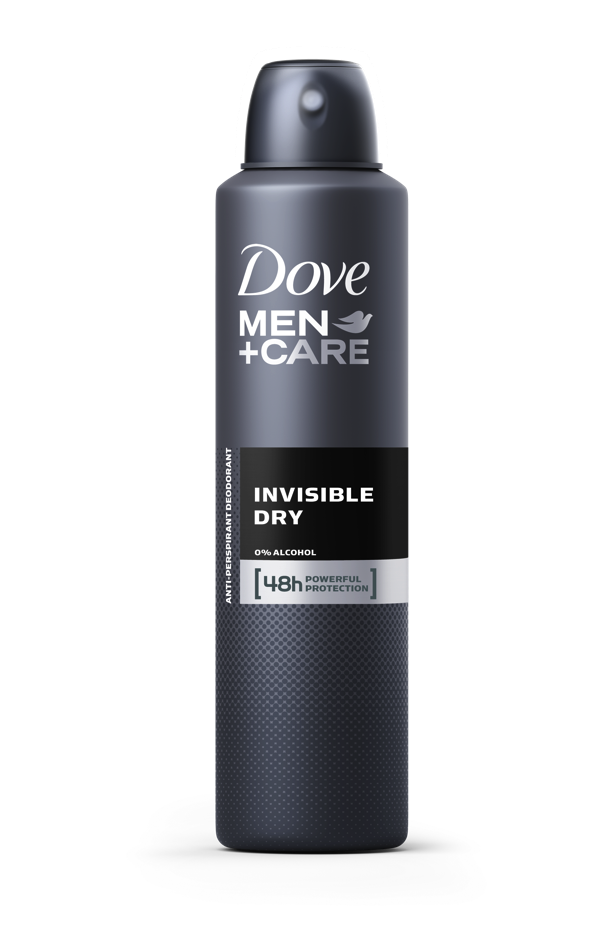 Dove
MEN
+CARE
ANTI-PERSPIRANT DEODORANT
INVISIBLE
DRY
0% ALCOHOL
[48h POWERFUL
PROTECTION]